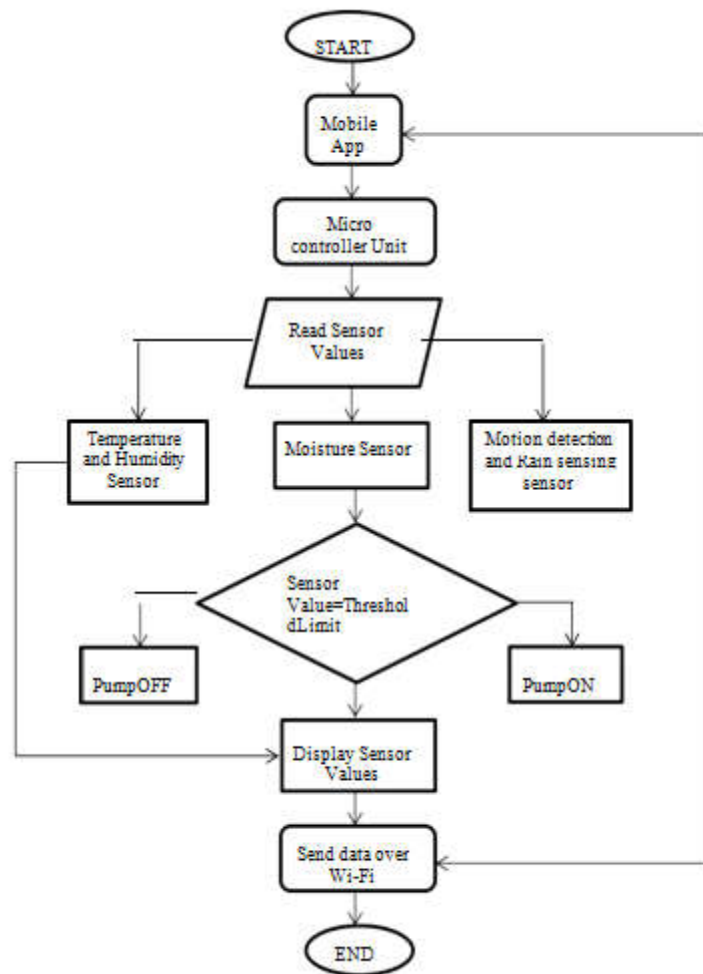 START
Mobile
App
Micro
controller Unit
Read Sensor
Values
Temperature
and Humidity
Sensor
Moisture Sensor
Motion detection
and Rain sensing
sensor
Sensor
Value=Threshol
dLimit
PumpOFF
PumpON
Display Sensor
Values
Send data over
Wi-Fi
END